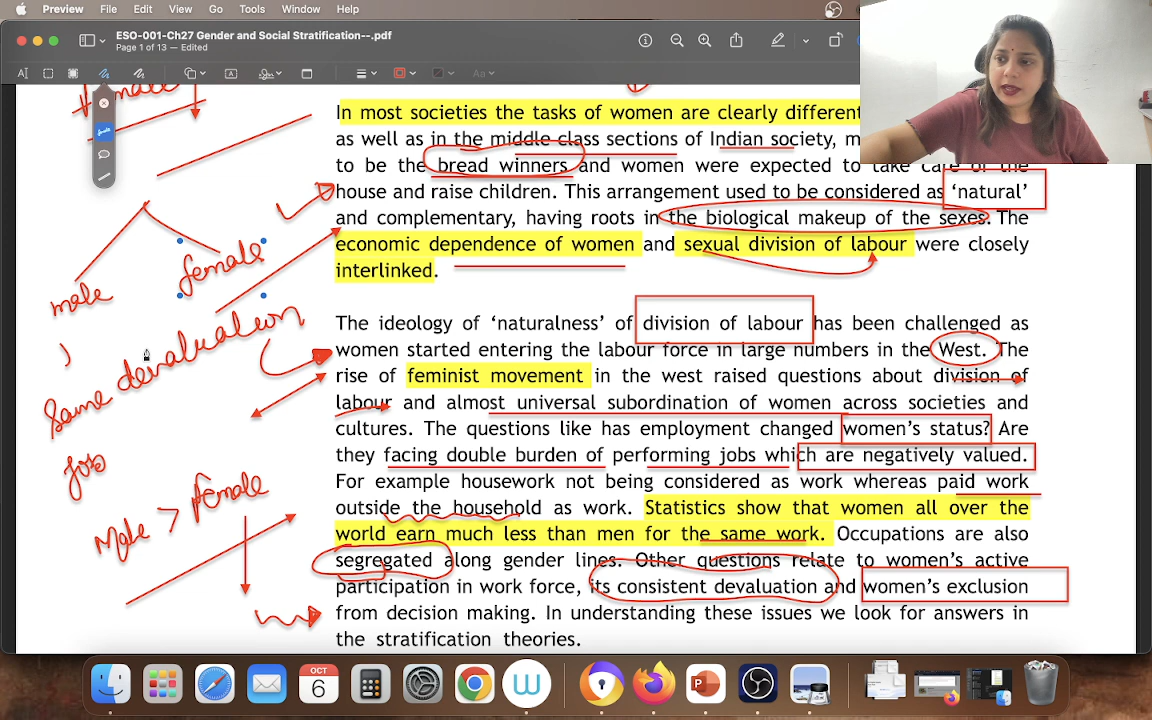 Preview File Edit View Go Tools Window Help
ESO-001-Ch27 Gender and Social Stratification--.pdf
Page 1 of 13 — Edited
Aa
female
In most societies the tasks of women are clearly different
as well as in the middle class sections of Indian society, m
to be the bread winners and women were expected to take care of the
house and raise children. This arrangement used to be considered as ‘natural’
and complementary, having roots in the biological makeup of the sexes. The
economic dependence of women and sexual division of labour were closely
interlinked.
male female
The ideology of ‘naturalness’ of division of labour has been challenged as
women started entering the labour force in large numbers in the West. The
rise of feminist movement in the west raised questions about division of
labour and almost universal subordination of women across societies and
cultures. The questions like has employment changed women’s status? Are
they facing double burden of performing jobs which are negatively valued.
For example housework not being considered as work whereas paid work
outside the household as work. Statistics show that women all over the
world earn much less than men for the same work. Occupations are also
segregated along gender lines. Other questions relate to women’s active
participation in work force, its consistent devaluation and women’s exclusion
from decision making. In understanding these issues we look for answers in
the stratification theories.
devaluation
Same
job
Male > female
OCT
6